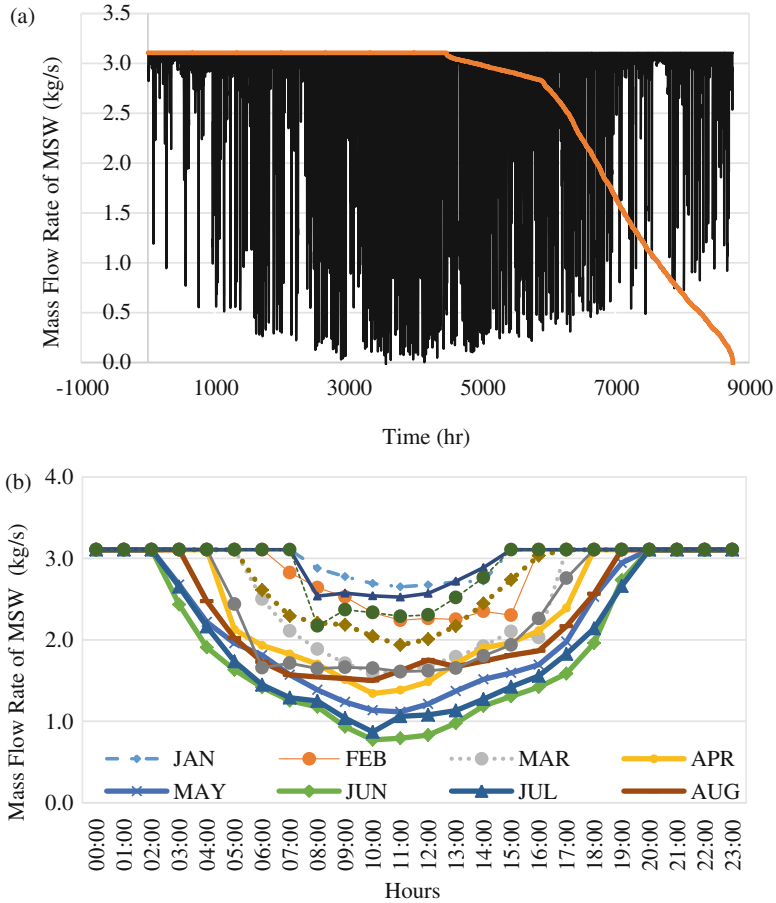 (a)
3.5
3.0
2.5
2.0
1.5
1.0
0.5
0.0
Mass Flow Rate of MSW (kg/s)
-1000 1000 3000 5000 7000 9000
Time (hr)
(b)
4.0
3.0
2.0
1.0
0.0
Mass Flow Rate of MSW (kg/s)
JAN FEB MAR APR
MAY JUN JUL AUG
00:00 01:00 02:00 03:00 04:00 05:00 06:00 07:00 08:00 09:00 10:00 11:00 12:00 13:00 14:00 15:00 16:00 17:00 18:00 19:00 20:00 21:00 22:00 23:00
Hours